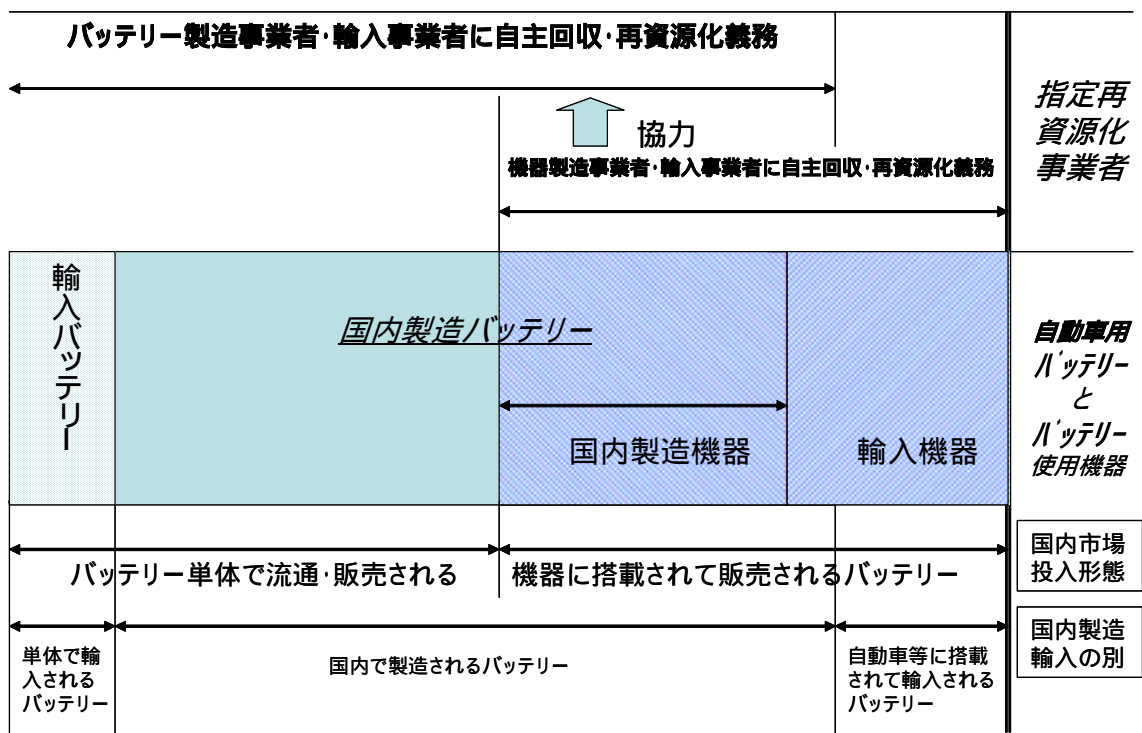 バッテリー製造事業者・輸入事業者に自主回収・再資源化義務
指定再
資源化
事業者
協力
機器製造事業者・輸入事業者に自主回収・再資源化義務
輸入バッテリー
国内製造バッテリー
国内製造機器
輸入機器
自動車用
バッテリー
と
バッテリー
使用機器
バッテリー単体で流通・販売される
機器に搭載されて販売されるバッテリー
国内市場
投入形態
単体で輸
入される
バッテリー
国内で製造されるバッテリー
自動車等に搭載
されて輸入される
バッテリー
国内製造
輸入の別